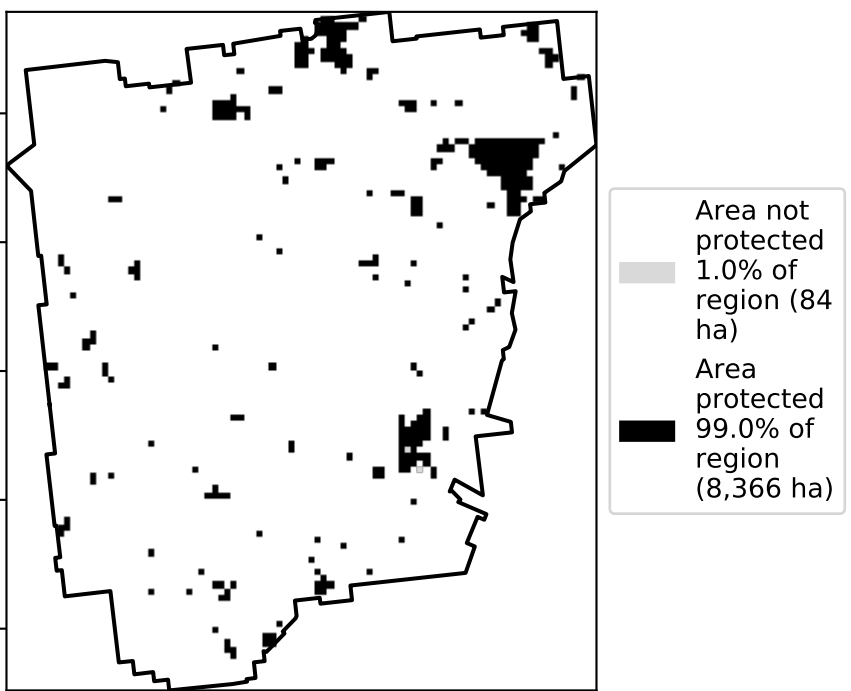 Area not
protected
1.0% of
region (84
ha)
Area
protected
99.0% of
region
(8,366 ha)